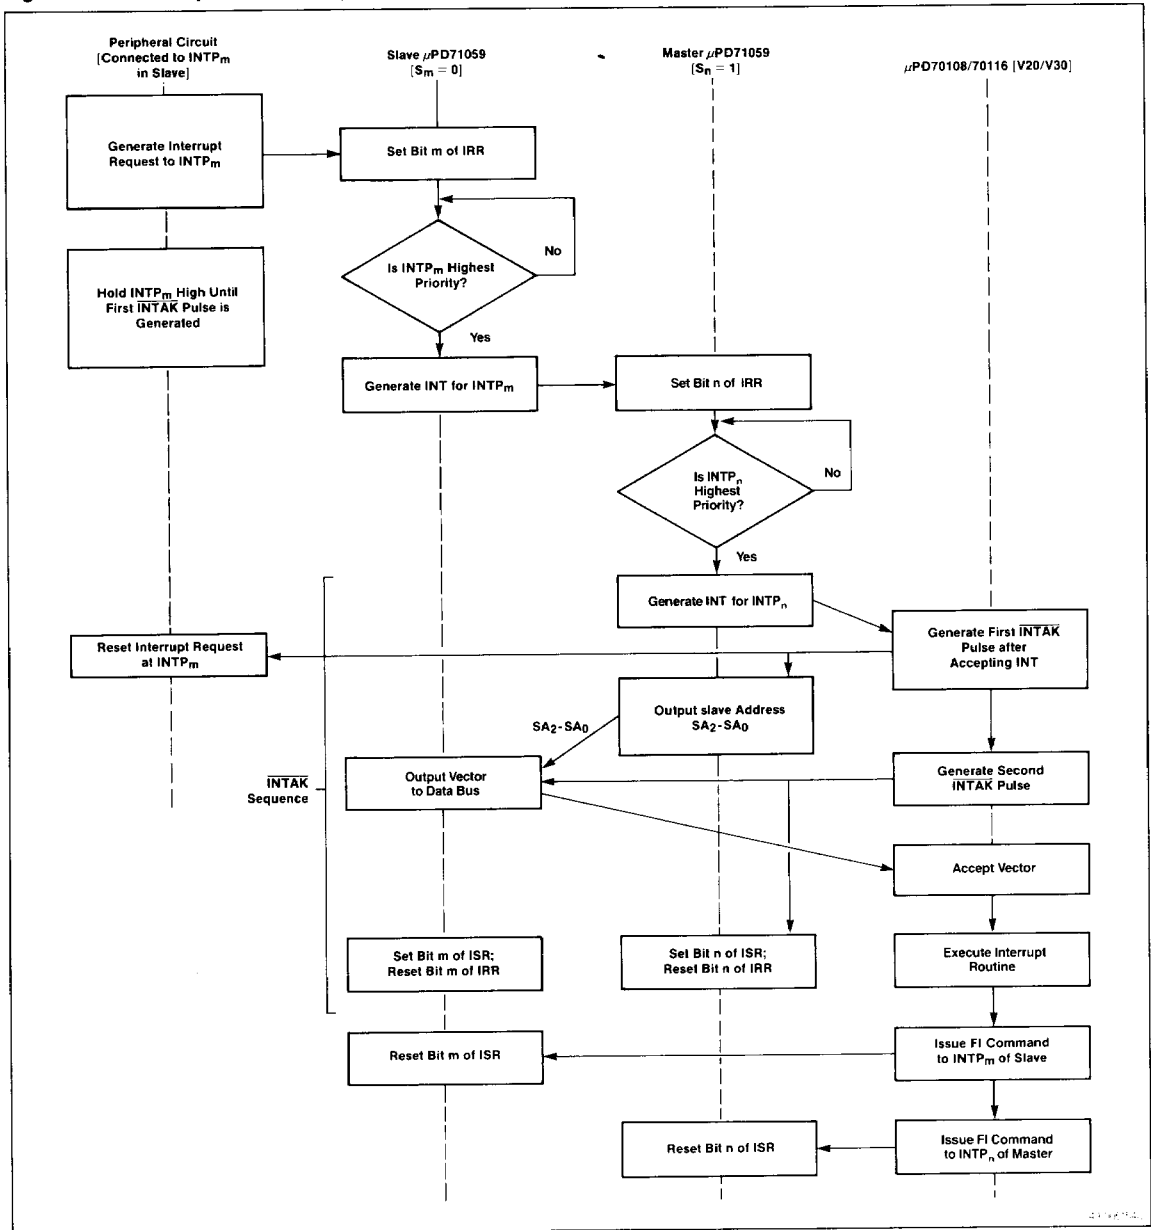 Peripheral Circuit
[Connected to INTPm
in Slave]
Slave μPD71059
[Sm = 0]
Master μPD71059
[Sn = 1]
μPD70108/70116 [V20/V30]
Generate Interrupt
Request to INTPm
Set Bit m of IRR
Is INTPm Highest
Priority?
No
Hold INTPm High Until
First INTAK Pulse is
Generated
Yes
Generate INT for INTPm
Set Bit n of IRR
Is INTPn
Highest
Priority?
No
Yes
Generate INT for INTPn
Generate First INTAK
Pulse after
Accepting INT
Reset Interrupt Request
at INTPm
Output slave Address
SA2-SA0
SA2-SA0
Output Vector
to Data Bus
Generate Second
INTAK Pulse
INTAK
Sequence
Accept Vector
Set Bit m of ISR;
Reset Bit m of IRR
Set Bit n of ISR;
Reset Bit n of IRR
Execute Interrupt
Routine
Reset Bit m of ISR
Issue FI Command
to INTPm of Slave
Reset Bit n of ISR
Issue FI Command
to INTPn of Master